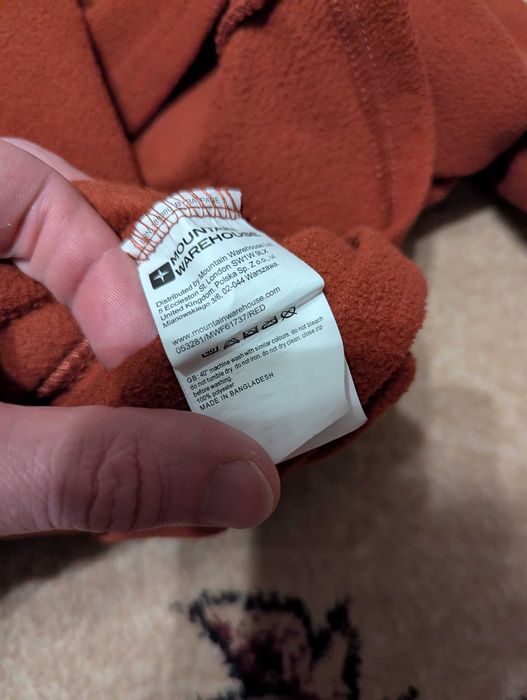 MOUNTAIN
WAREHOUSE
Distributed by Mountain Warehouse Ltd,
5 Eccleston St, London SW1W 9LX
United Kingdom, Polska Sp. Z o.o., ul.
Mianowskiego 3/6, 02-044 Warszawa.
www.mountainwarehouse.com
053281/MWF61737/RED
GB- 40° machine wash with similar colours. do not bleach
do not tumble dry. do not iron. do not dry clean. close zip
before washing.
100% polyester
MADE IN BANGLADESH